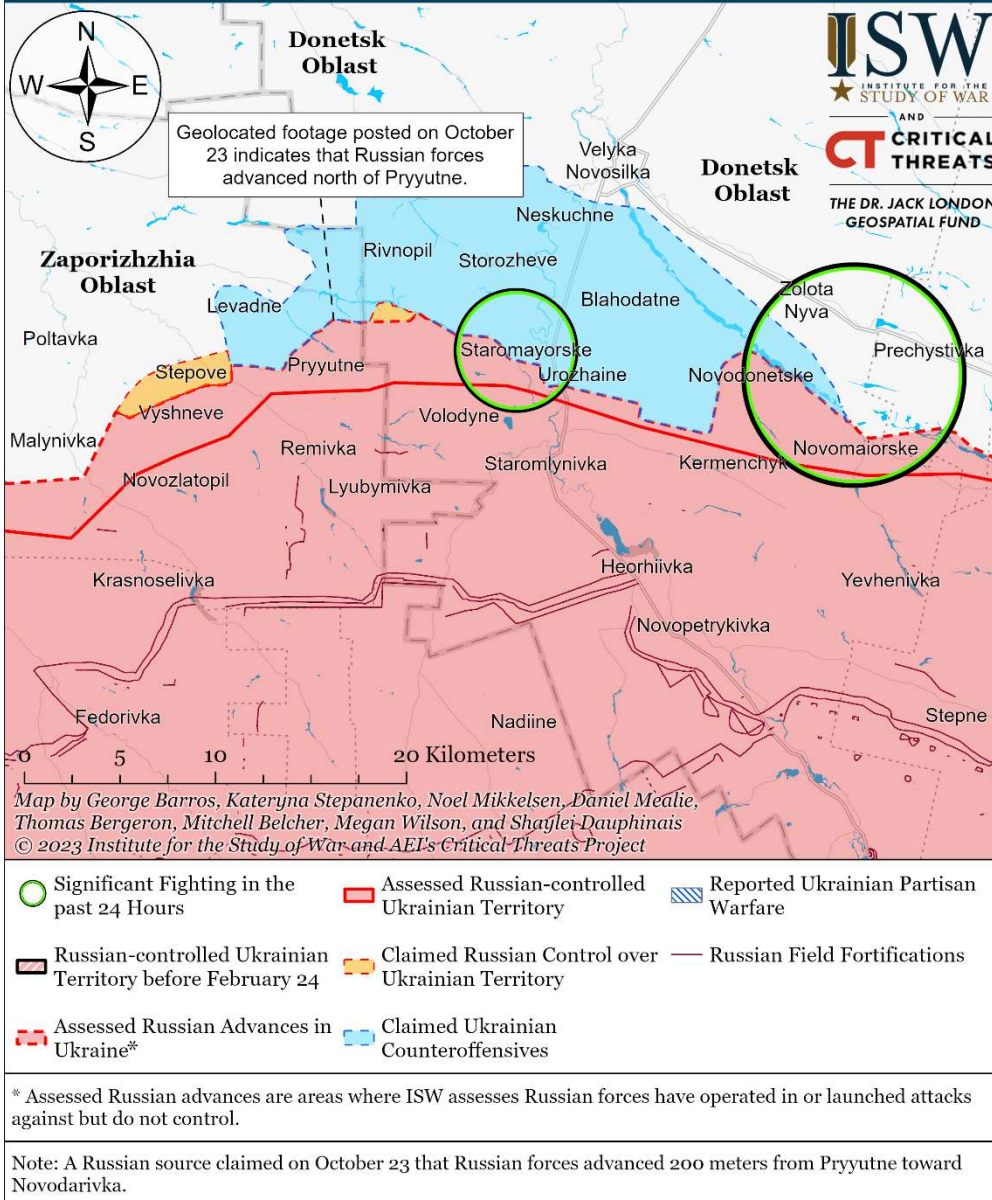 N
W E
S
Donetsk
Oblast
ISW
INSTITUTE FOR THE
STUDY OF WAR
AND
CT CRITICAL
THREATS
THE DR. JACK LONDON
GEOSPATIAL FUND
Geolocated footage posted on October
23 indicates that Russian forces
advanced north of Pryyutne.
Velyka
Novosilka
Donetsk
Oblast
Neskuchne
Rivnopil
Storozheve
Zaporizhzhia
Oblast
Levadne
Blahodatne
Zolota
Nyva
Poltavka
Staromayorske
Prechystivka
Stepove
Pryyutne
Urozhaine
Novodonetske
Vyshneve
Volodyne
Malynivka
Remivka
Novomaiorske
Novozlatopil
Lyubymivka
Staromlynivka
Kermenchyk
Krasnoselivka
Heorhiivka
Yevhenivka
Novopetrykivka
Fedorivka
Nadiine
Stepne
0 5 10 20 Kilometers
Map by George Barros, Kateryna Stepanenko, Noel Mikkelsen, Daniel Mealie,
Thomas Bergeron, Mitchell Belcher, Megan Wilson, and Shaylei Dauphinais
© 2023 Institute for the Study of War and AEI's Critical Threats Project
Significant Fighting in the
past 24 Hours
Assessed Russian-controlled
Ukrainian Territory
Reported Ukrainian Partisan
Warfare
Russian-controlled Ukrainian
Territory before February 24
Claimed Russian Control over
Ukrainian Territory
Russian Field Fortifications
Assessed Russian Advances in
Ukraine*
Claimed Ukrainian
Counteroffensives
* Assessed Russian advances are areas where ISW assesses Russian forces have operated in or launched attacks
against but do not control.
Note: A Russian source claimed on October 23 that Russian forces advanced 200 meters from Pryyutne toward
Novodarivka.